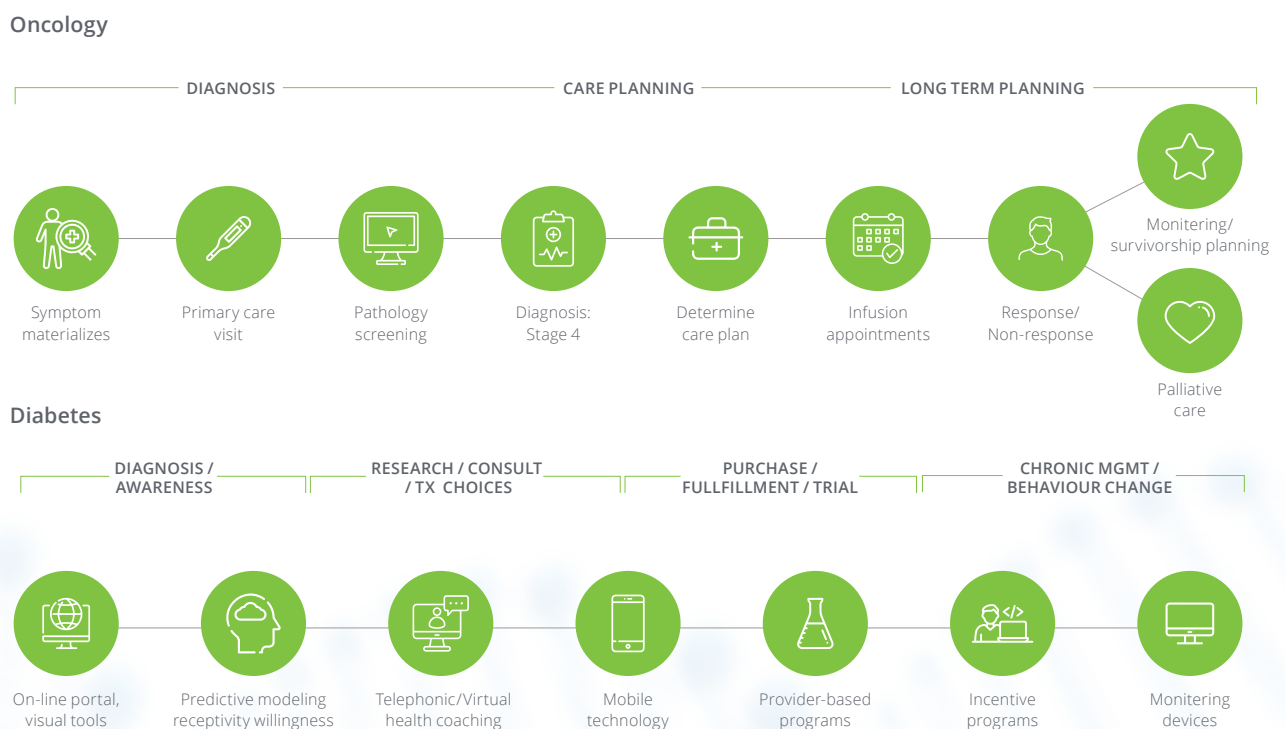 Oncology
DIAGNOSIS
CARE PLANNING
LONG TERM PLANNING
Symptom
materializes
Primary care
visit
Pathology
screening
Diagnosis:
Stage 4
Determine
care plan
Infusion
appointments
Response/
Non-response
Monitering/
survivorship planning
Palliative
care
Diabetes
DIAGNOSIS /
AWARENESS
RESEARCH / CONSULT
/ TX CHOICES
PURCHASE /
FULLFILLMENT / TRIAL
CHRONIC MGMT /
BEHAVIOUR CHANGE
On-line portal,
visual tools
Predictive modeling
receptivity willingness
Telephonic/Virtual
health coaching
Mobile
technology
Provider-based
programs
Incentive
programs
Monitoring
devices